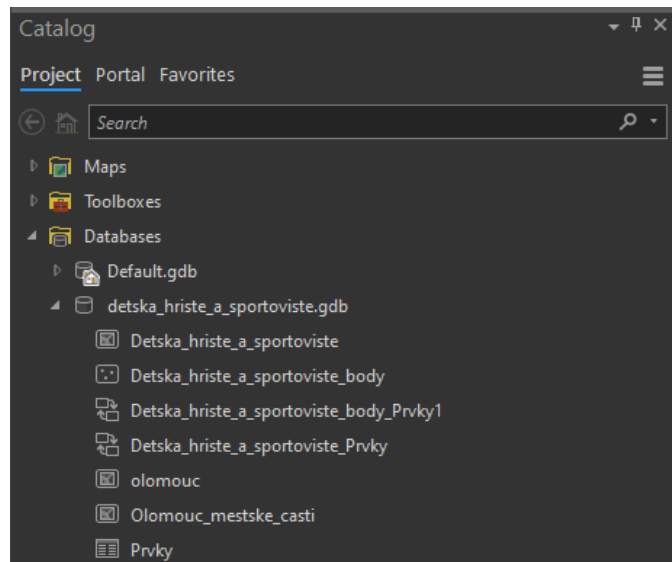 Catalog
Project Portal Favorites
Search
Maps
Toolboxes
Databases
Default.gdb
detska_hriste_a_sportoviste.gdb
Detska_hriste_a_sportoviste
Detska_hriste_a_sportoviste_body
Detska_hriste_a_sportoviste_body_Prvky1
Detska_hriste_a_sportoviste_Prvky
olomouc
Olomouc_mestske_casti
Prvky